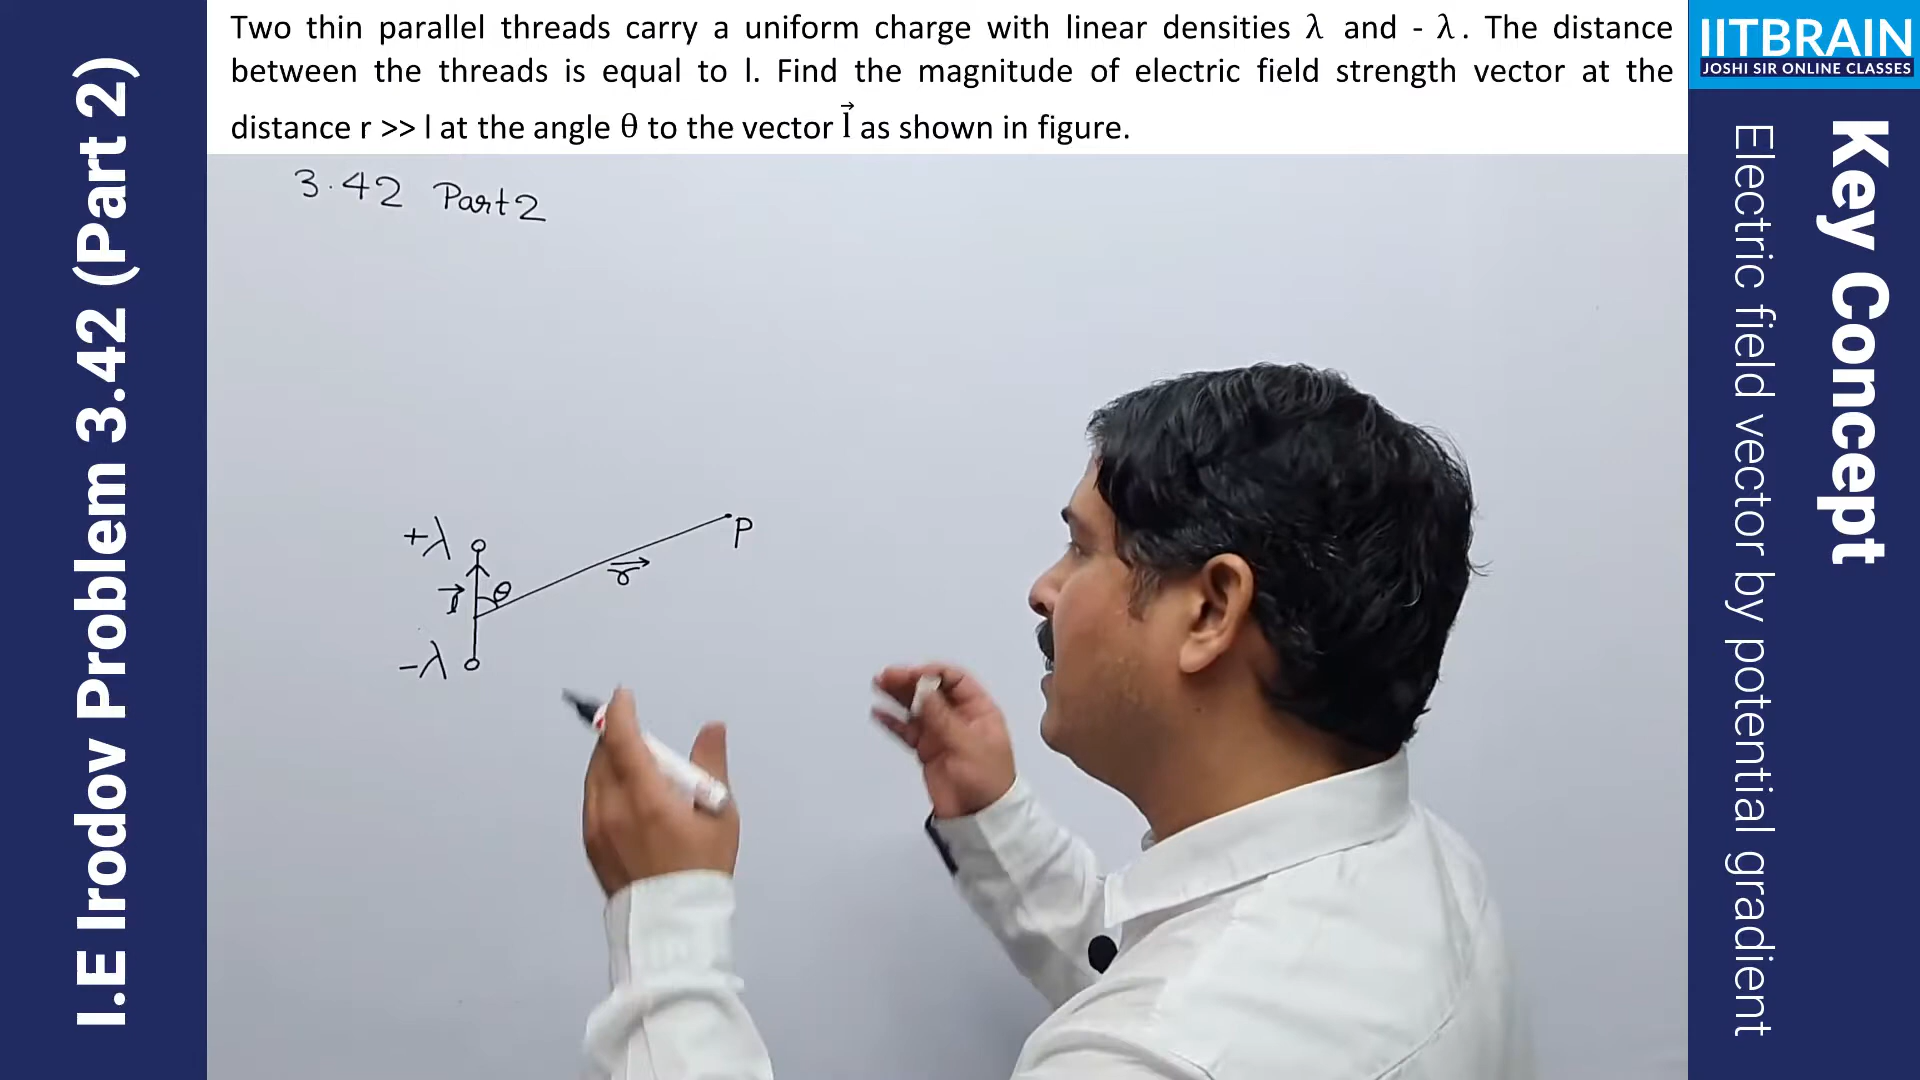 I.E Irodov Problem 3.42 (Part 2)
Two thin parallel threads carry a uniform charge with linear densities λ and - λ. The distance
between the threads is equal to l. Find the magnitude of electric field strength vector at the
distance r >> l at the angle θ to the vector l⃗ as shown in figure.
IITBRAIN
JOSHI SIR ONLINE CLASSES
Key Concept
Electric field vector by potential gradient
3.42 Part 2
+λ
P
r⃗
l⃗ θ
-λ